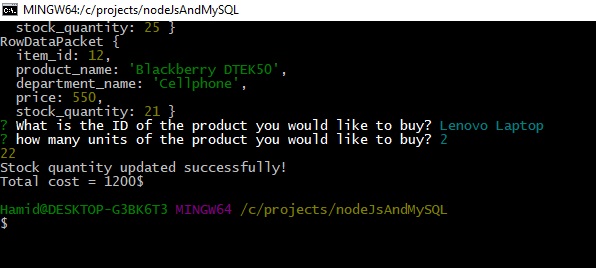 MINGW64:/c/projects/nodeJsAndMySQL
stock_quantity: 25 }
RowDataPacket {
item_id: 12,
product_name: 'Blackberry DTEK50',
department_name: 'Cellphone',
price: 550,
stock_quantity: 21 }
? What is the ID of the product you would like to buy? Lenovo Laptop
? how many units of the product you would like to buy? 2
22
Stock quantity updated successfully!
Total cost = 1200$
Hamid@DESKTOP-G3BK6T3 MINGW64 /c/projects/nodeJsAndMySQL
$